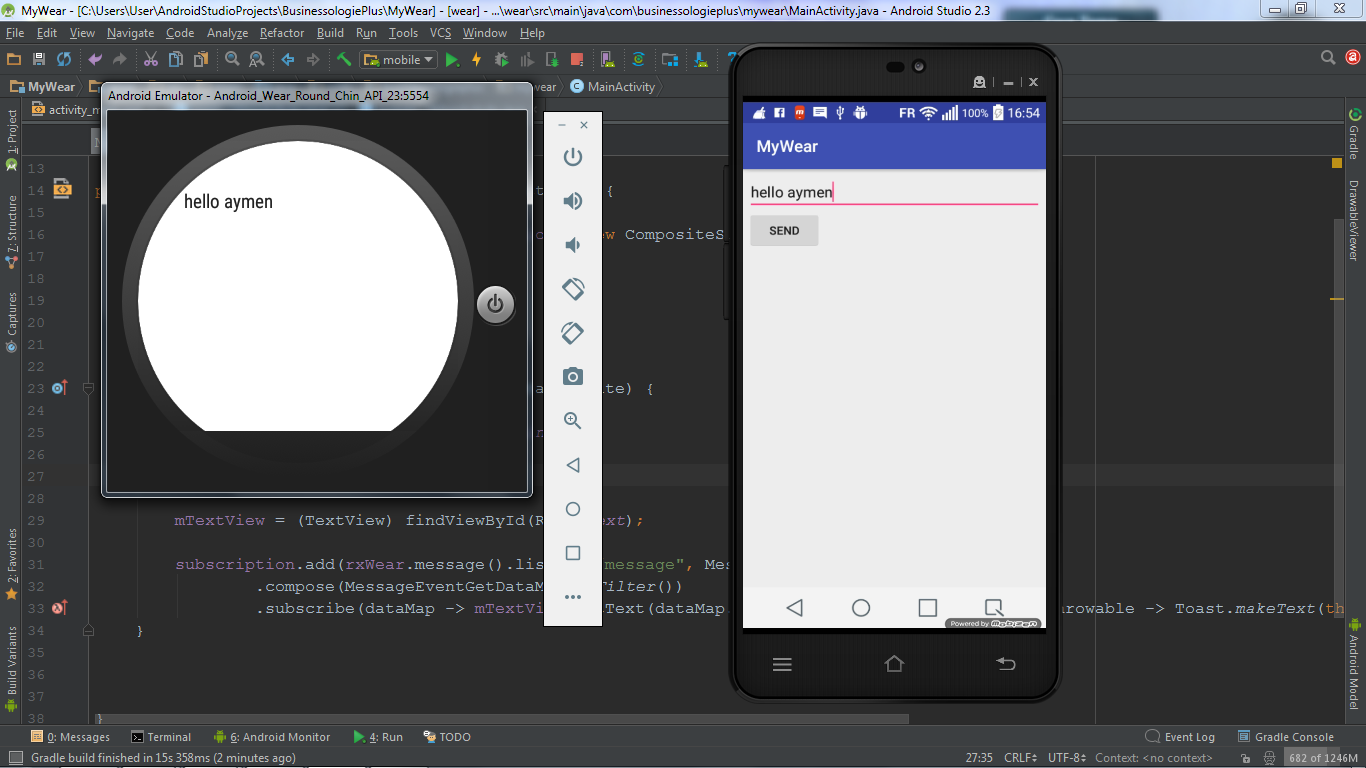 MyWear - [C:\Users\User\AndroidStudioProjects\BusinessologiePlus\MyWear] - [wear] - ...\wear\src\main\java\com\businessologieplus\mywear\MainActivity.java - Android Studio 2.3
File Edit View Navigate Code Analyze Refactor Build Run Tools VCS Window Help
mobile
MyWear
wear
MainActivity
activity_m
Android Emulator - Android_Wear_Round_Chin_API_23:5554
hello aymen
FR 100% 16:54
MyWear
hello aymen
SEND
Powered by Mobizen
1: Project
7: Structure
Captures
2: Favorites
Build Variants
Gradle
DrawableViewer
Android Model
13
14 {
15
16 CompositeS
17
18
19
20
21
22
23 ) {
24
25
26
27
28
29 mTextView = (TextView) findViewById(R ext);
30
31 subscription.add(rxWear.message().lis message", Mes
32 .compose(MessageEventGetDataM Filter())
33 .subscribe(dataMap -> mTextVi Text(dataMap. rowable -> Toast.makeText(th
34 }
35
36
37
38 }
0: Messages Terminal 6: Android Monitor 4: Run TODO Event Log Gradle Console
Gradle build finished in 15s 358ms (2 minutes ago) 27:35 CRLF UTF-8 Context: <no context> 682 of 1246M